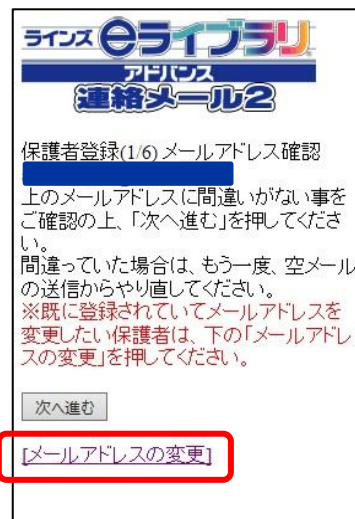 ラインズ eライブラリ
アドバンス
連絡メール2
保護者登録(1/6) メールアドレス確認
上のメールアドレスに間違いがない事を
ご確認の上、「次へ進む」を押してくださ
い。
間違っていた場合は、もう一度、空メール
の送信からやり直してください。
※既に登録されていてメールアドレスを
変更したい保護者は、下の「メールアドレ
スの変更」を押してください。
次へ進む
[メールアドレスの変更]